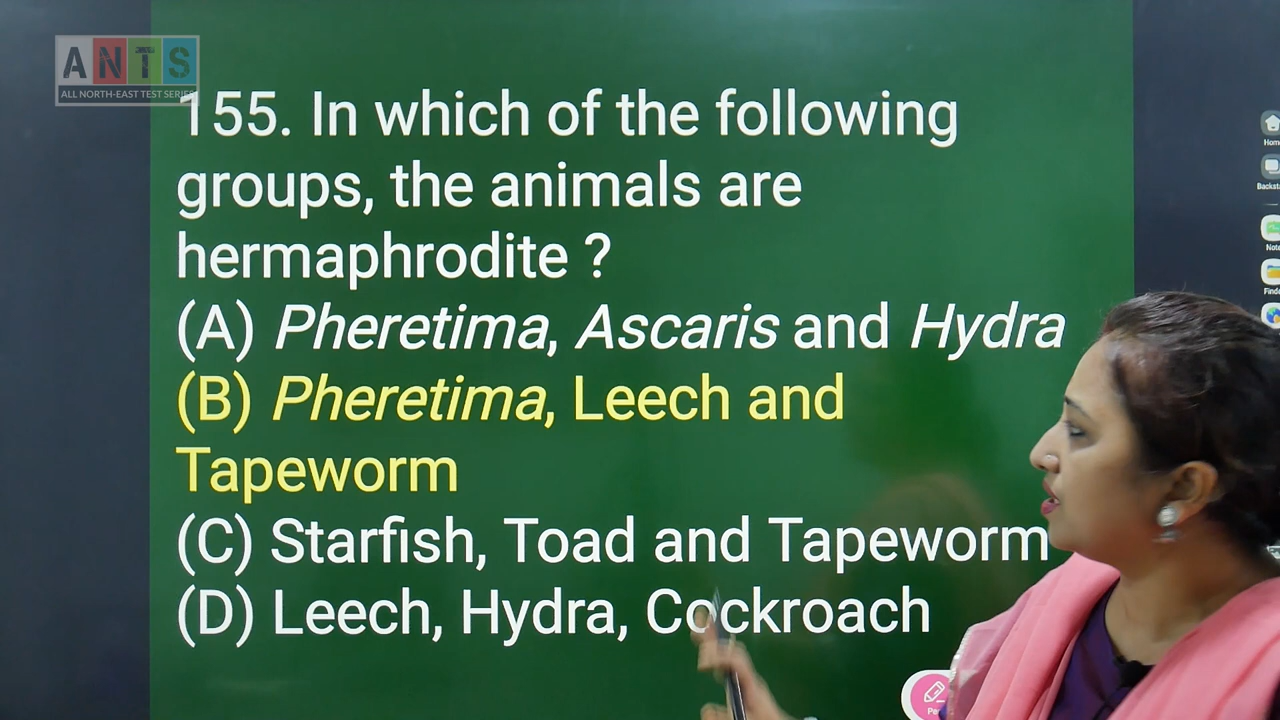 ANTS
ALL NORTH-EAST TEST SERIES
155. In which of the following
groups, the animals are
hermaphrodite ?
(A) Pheretima, Ascaris and Hydra
(B) Pheretima, Leech and
Tapeworm
(C) Starfish, Toad and Tapeworm
(D) Leech, Hydra, Cockroach